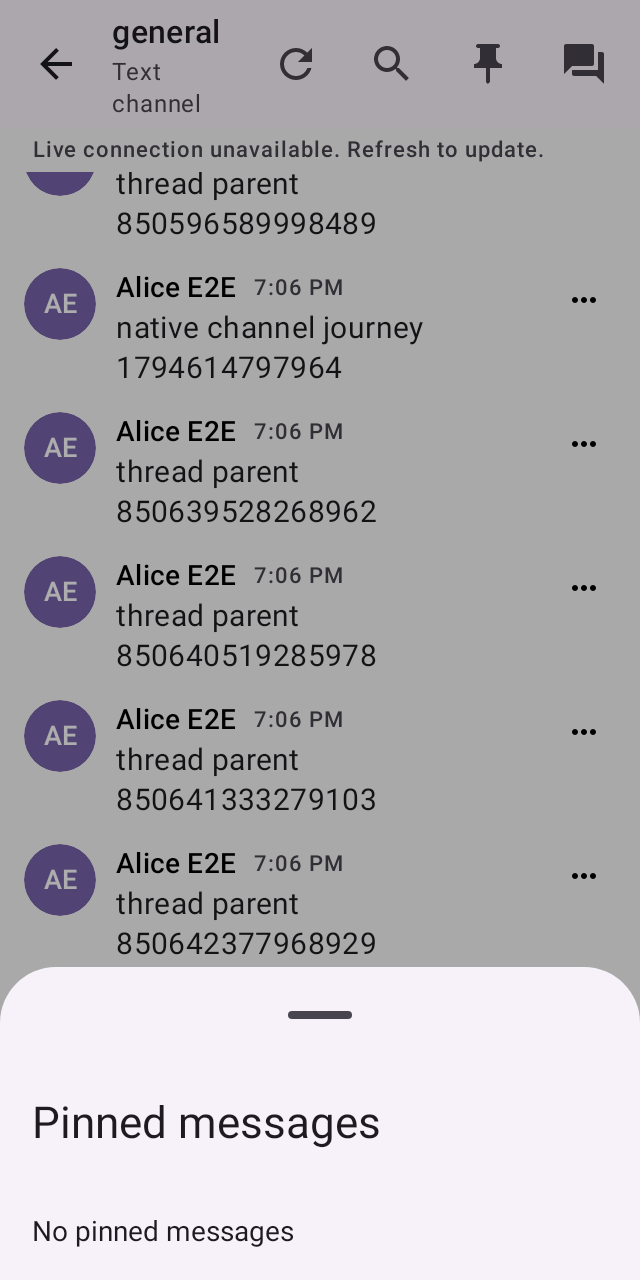 general
Text
channel
Live connection unavailable. Refresh to update.
thread parent
850596589998489
AE Alice E2E 7:06 PM
native channel journey
1794614797964
AE Alice E2E 7:06 PM
thread parent
850639528268962
AE Alice E2E 7:06 PM
thread parent
850640519285978
AE Alice E2E 7:06 PM
thread parent
850641333279103
AE Alice E2E 7:06 PM
thread parent
850642377968929
Pinned messages
No pinned messages